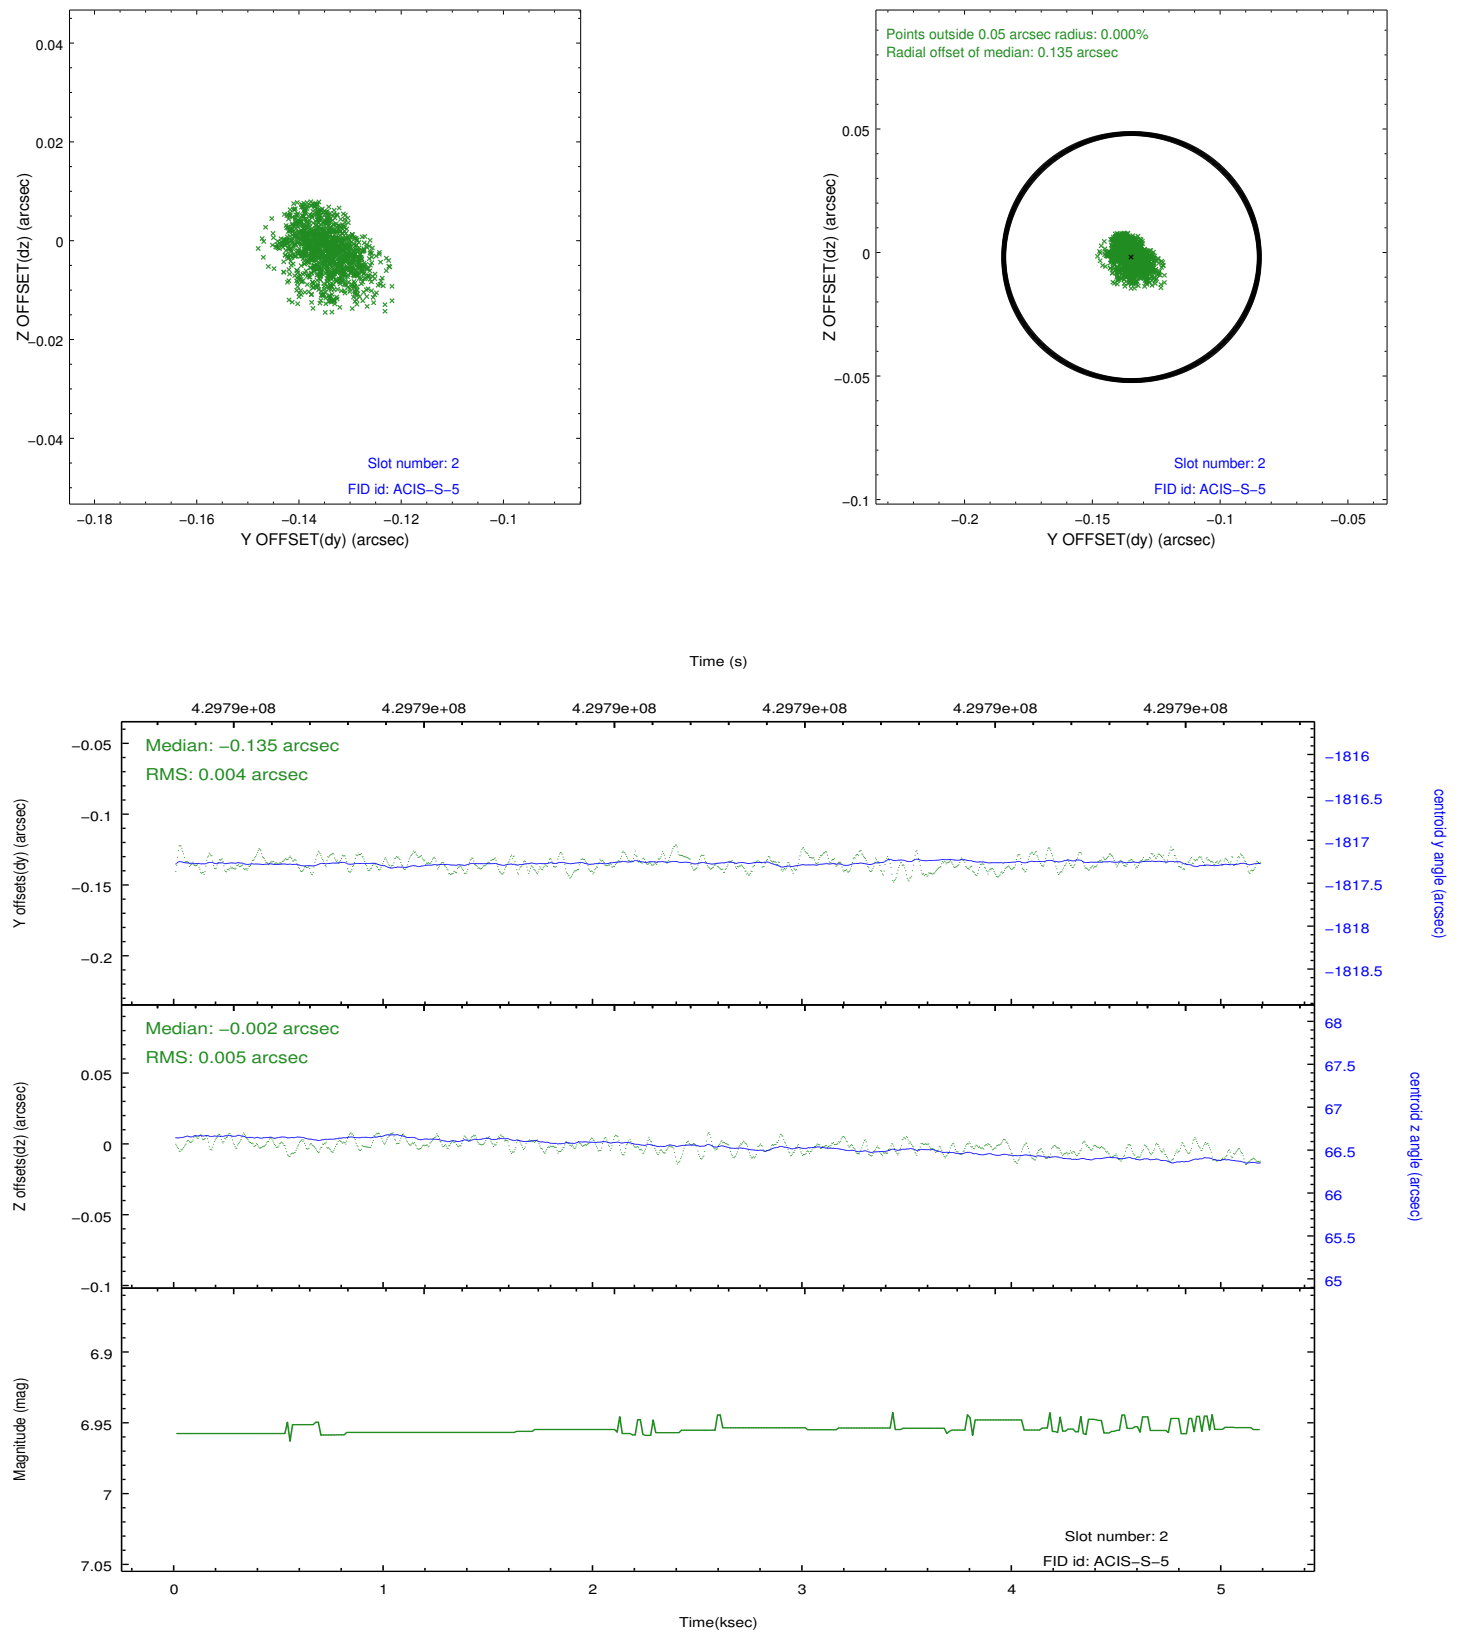 0.04
0.02
0
−0.02
−0.04
Z OFFSET(dz) (arcsec)
Slot number: 2
FID id: ACIS−S−5
−0.18
−0.16
−0.14
−0.12
−0.1
Y OFFSET(dy) (arcsec)
Points outside 0.05 arcsec radius: 0.000%
Radial offset of median: 0.135 arcsec
0.05
0
−0.05
−0.1
Z OFFSET(dz) (arcsec)
Slot number: 2
FID id: ACIS−S−5
−0.2
−0.15
−0.1
−0.05
Y OFFSET(dy) (arcsec)
Time (s)
4.2979e+08
4.2979e+08
4.2979e+08
4.2979e+08
4.2979e+08
4.2979e+08
Median: −0.135 arcsec
RMS: 0.004 arcsec
−0.05
−0.1
−0.15
−0.2
Y offsets(dy) (arcsec)
−1816
−1816.5
−1817
−1817.5
−1818
−1818.5
centroid y angle (arcsec)
Median: −0.002 arcsec
RMS: 0.005 arcsec
0.05
0
−0.05
−0.1
Z offsets(dz) (arcsec)
68
67.5
67
66.5
66
65.5
65
centroid z angle (arcsec)
6.9
6.95
7
7.05
Magnitude (mag)
Slot number: 2
FID id: ACIS−S−5
0
1
2
3
4
5
Time(ksec)